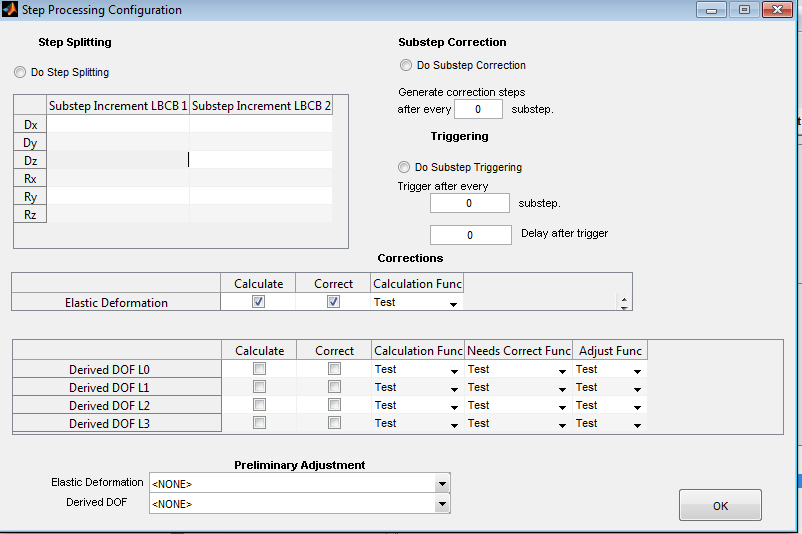 Step Processing Configuration
Step Splitting
Do Step Splitting
Substep Increment LBCB 1 Substep Increment LBCB 2
Dx
Dy
Dz
Rx
Ry
Rz
Substep Correction
Do Substep Correction
Generate correction steps
after every 0 substep.
Triggering
Do Substep Triggering
Trigger after every
0 substep.
0 Delay after trigger
Corrections
Calculate Correct Calculation Func
Elastic Deformation Test
Calculate Correct Calculation Func Needs Correct Func Adjust Func
Derived DOF L0 Test Test Test
Derived DOF L1 Test Test Test
Derived DOF L2 Test Test Test
Derived DOF L3 Test Test Test
Preliminary Adjustment
Elastic Deformation <NONE>
Derived DOF <NONE>
OK